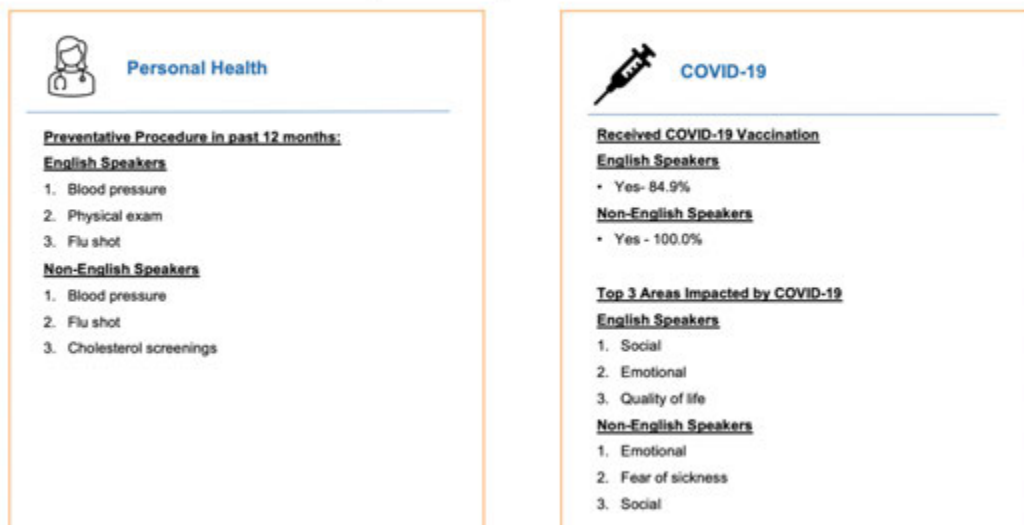 Personal Health
Preventative Procedure in past 12 months:
English Speakers
1. Blood pressure
2. Physical exam
3. Flu shot
Non-English Speakers
1. Blood pressure
2. Flu shot
3. Cholesterol screenings
COVID-19
Received COVID-19 Vaccination
English Speakers
• Yes- 84.9%
Non-English Speakers
• Yes - 100.0%
Top 3 Areas Impacted by COVID-19
English Speakers
1. Social
2. Emotional
3. Quality of life
Non-English Speakers
1. Emotional
2. Fear of sickness
3. Social